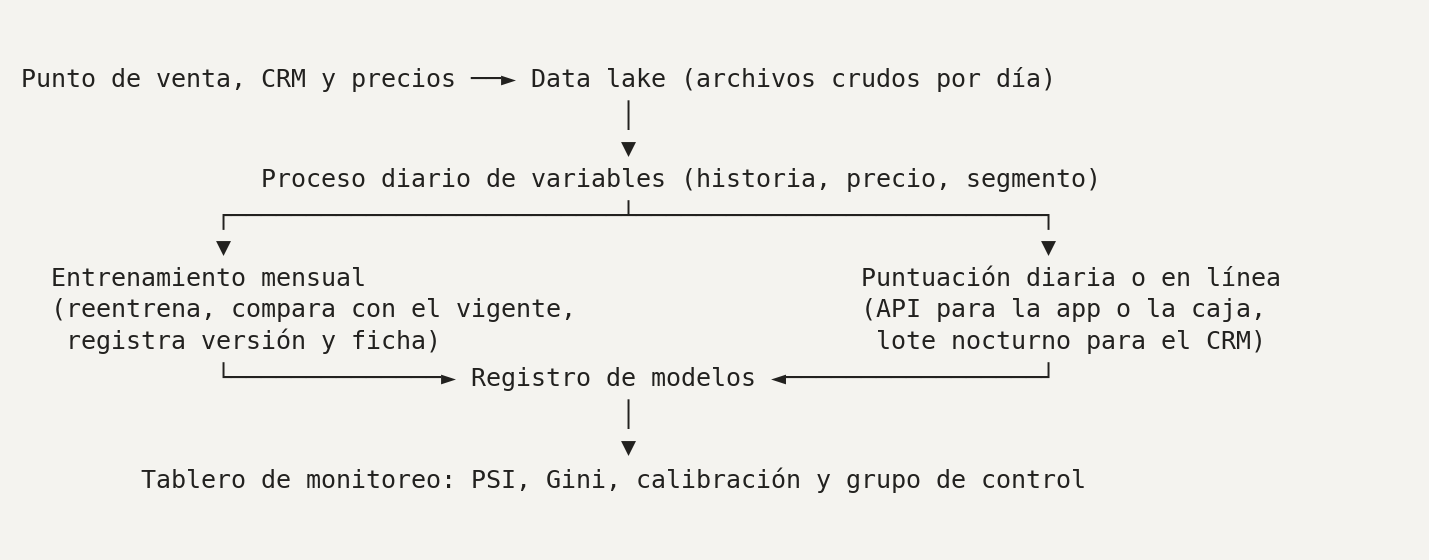 Punto de venta, CRM y precios ──► Data lake (archivos crudos por día)
Proceso diario de variables (historia, precio, segmento)
Entrenamiento mensual
Puntuación diaria o en línea
(reentrena, compara con el vigente,
(API para la app o la caja,
registra versión y ficha)
lote nocturno para el CRM)
Registro de modelos
Tablero de monitoreo: PSI, Gini, calibración y grupo de control